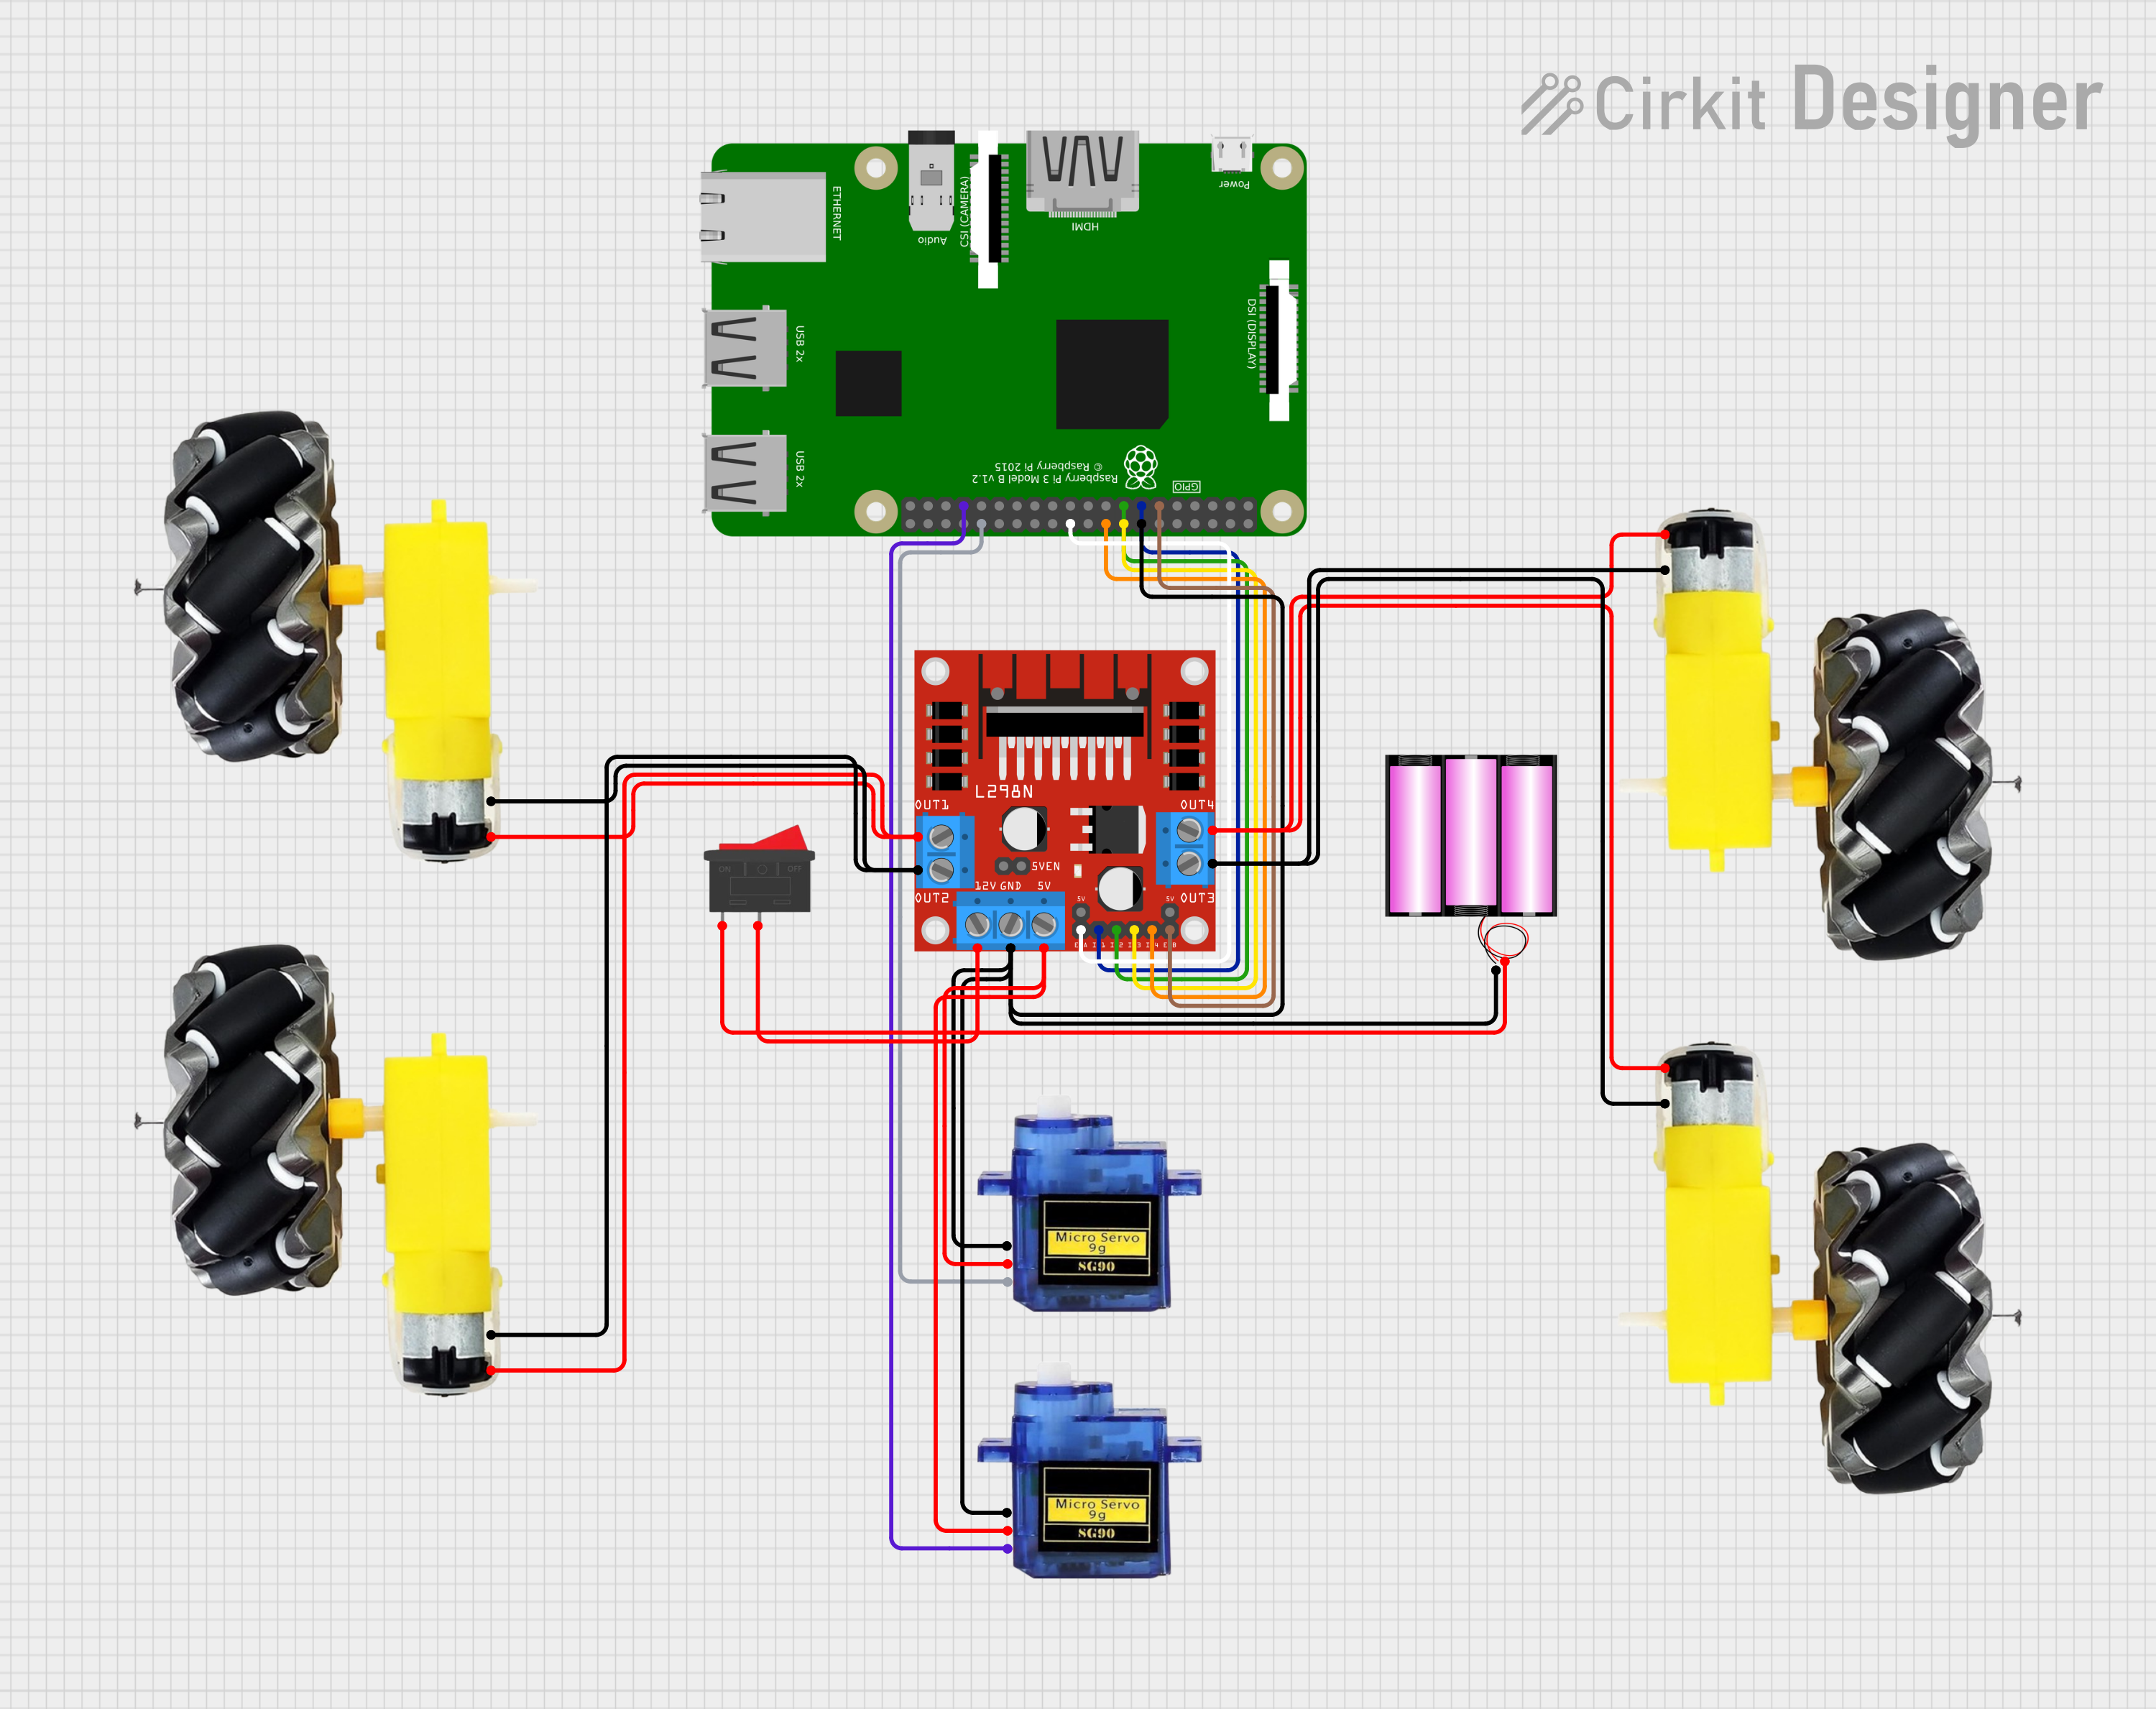 Cirkit Designer
ETHERNET
Audio
CSI (CAMERA)
HDMI
Power
USB 2x
DSI (DISPLAY)
USB 2x
Raspberry Pi 3 Model B v1.2
© Raspberry Pi 2015
GPIO
L298N
OUT1
OUT4
5VEN
ON
OFF
12V GND 5V
OUT2
OUT3
5V
5V
Micro Servo
9g
SG90
Micro Servo
9g
SG90